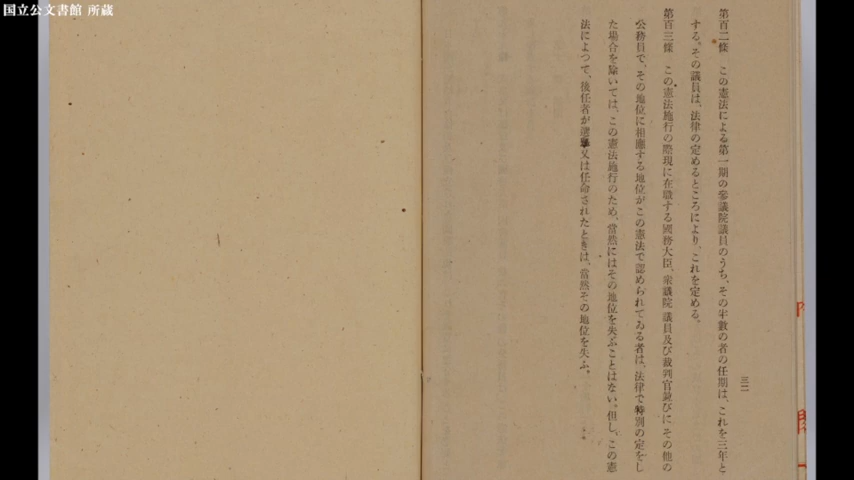 国立公文書館 所蔵
第百二條　この憲法による第一期の參議院議員のうち、その半數の者の任期は、これを三年と
する。その議員は、法律の定めるところにより、これを定める。
第百三條　この憲法施行の際現に在職する國務大臣、衆議院議員及び裁判官並びにその他の
公務員で、その地位に相應する地位がこの憲法で認められてゐる者は、法律で特別の定をし
た場合を除いては、この憲法施行のため、當然にはその地位を失ふことはない。但し、この憲
法によつて、後任者が選擧又は任命されたときは、當然その地位を失ふ。
三二